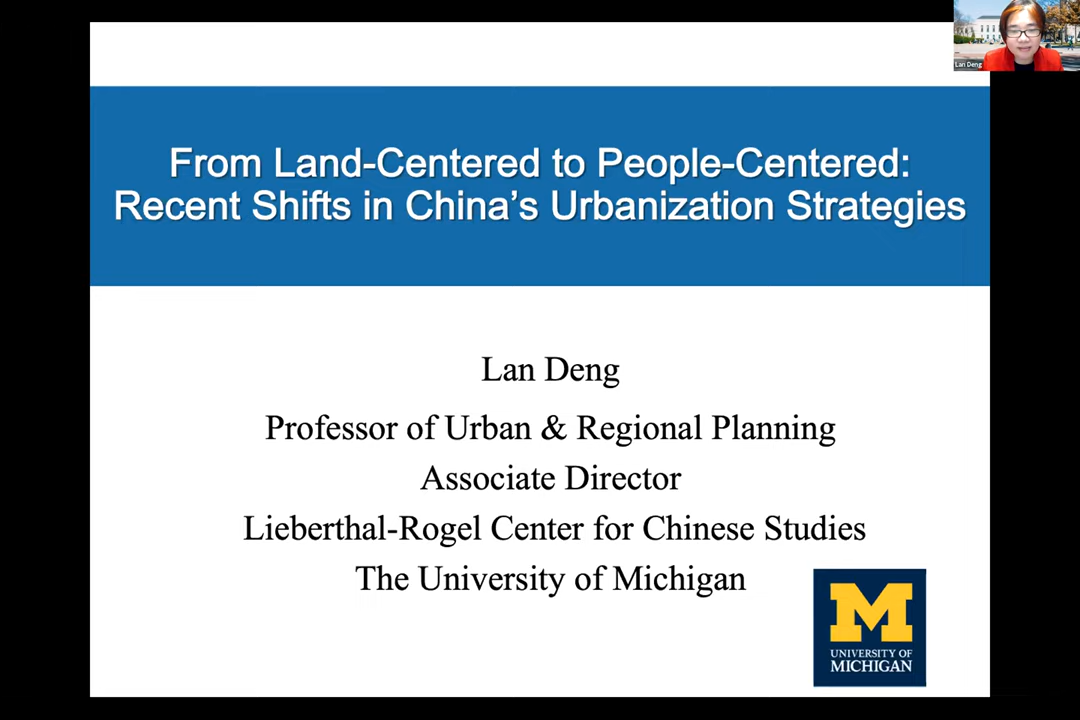 Lan Deng
From Land-Centered to People-Centered:
Recent Shifts in China's Urbanization Strategies
Lan Deng
Professor of Urban & Regional Planning
Associate Director
Lieberthal-Rogel Center for Chinese Studies
The University of Michigan
M
UNIVERSITY OF
MICHIGAN